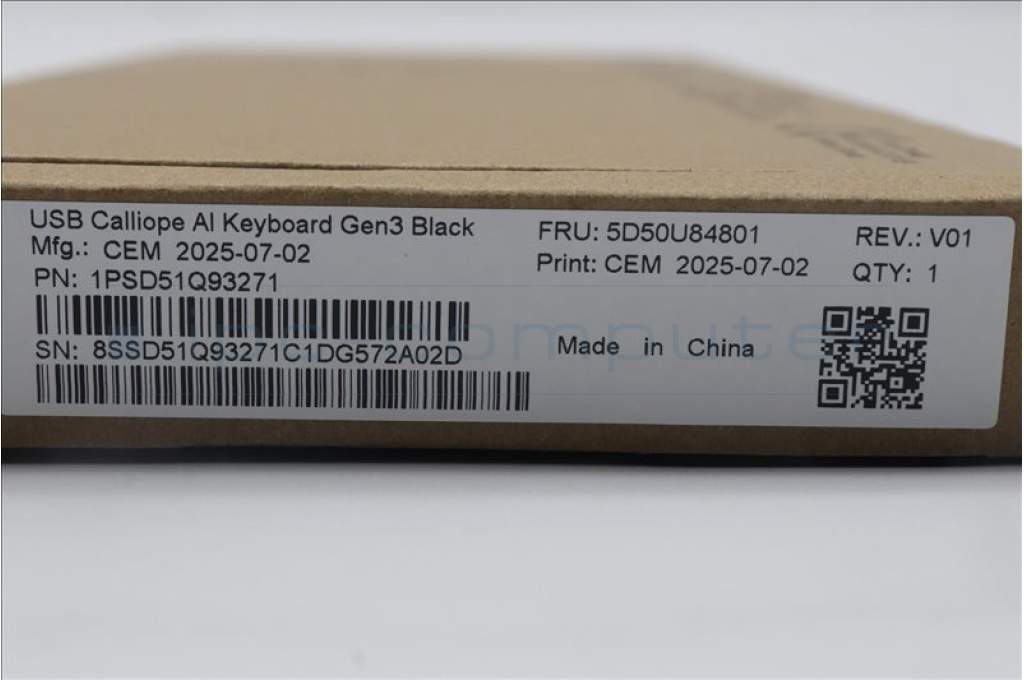 USB Calliope AI Keyboard Gen3 Black
Mfg.: CEM 2025-07-02
PN: 1PSD51Q93271
SN: 8SSD51Q93271C1DG572A02D
FRU: 5D50U84801
Print: CEM 2025-07-02
Made in China
REV.: V01
QTY: 1